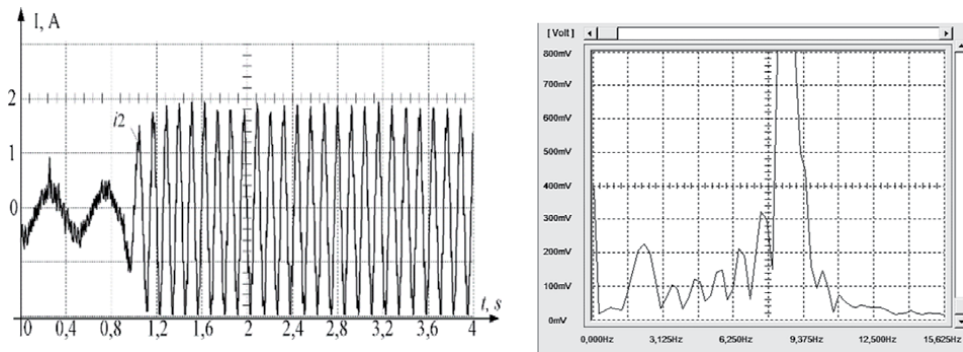 I, A
2
1
0
i2
t, s
0 0,4 0,8 1,2 1,6 2 2,4 2,8 3,2 3,6 4
[ Volt ]
800mV
700mV
600mV
500mV
400mV
300mV
200mV
100mV
0mV
0,000Hz 3,125Hz 6,250Hz 9,375Hz 12,500Hz 15,625Hz